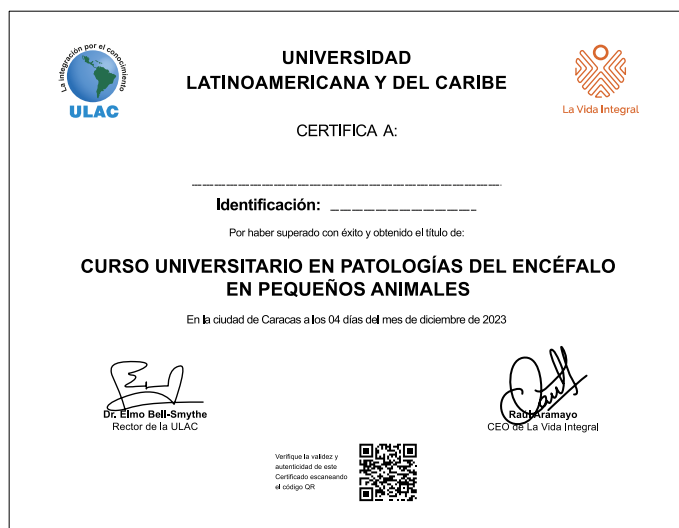 La integración por el conocimiento
ULAC
UNIVERSIDAD
LATINOAMERICANA Y DEL CARIBE
La Vida Integral
CERTIFICA A:
Identificación:
Por haber superado con éxito y obtenido el título de:
CURSO UNIVERSITARIO EN PATOLOGÍAS DEL ENCÉFALO
EN PEQUEÑOS ANIMALES
En la ciudad de Caracas a los 04 días del mes de diciembre de 2023
Dr. Elmo Bell-Smythe
Rector de la ULAC
Raúl Aramayo
CEO de La Vida Integral
Verifique la validez y
autenticidad de este
Certificado escaneando
el código QR